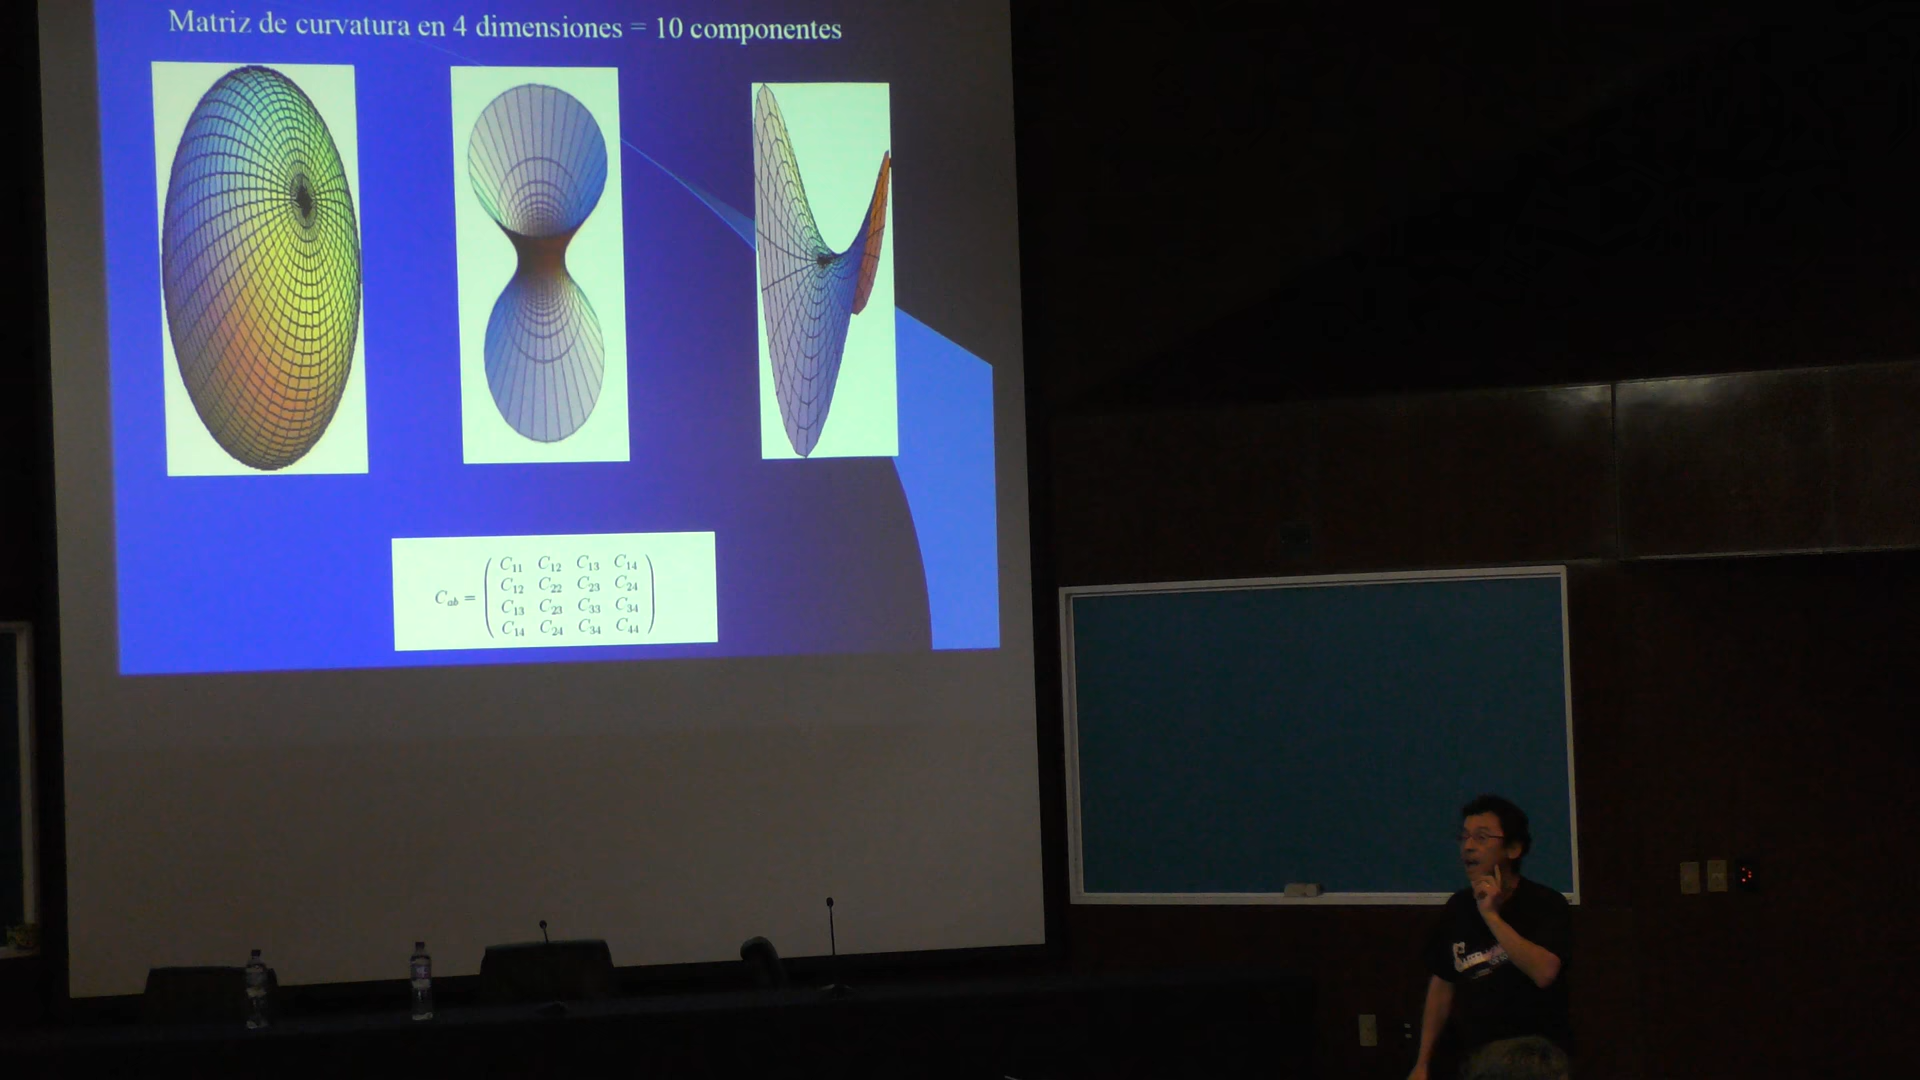 Matriz de curvatura en 4 dimensiones = 10 componentes
C₁₁ C₁₂ C₁₃ C₁₄
C₁₂ C₂₂ C₂₃ C₂₄
C_ab =
C₁₃ C₂₃ C₃₃ C₃₄
C₁₄ C₂₄ C₃₄ C₄₄